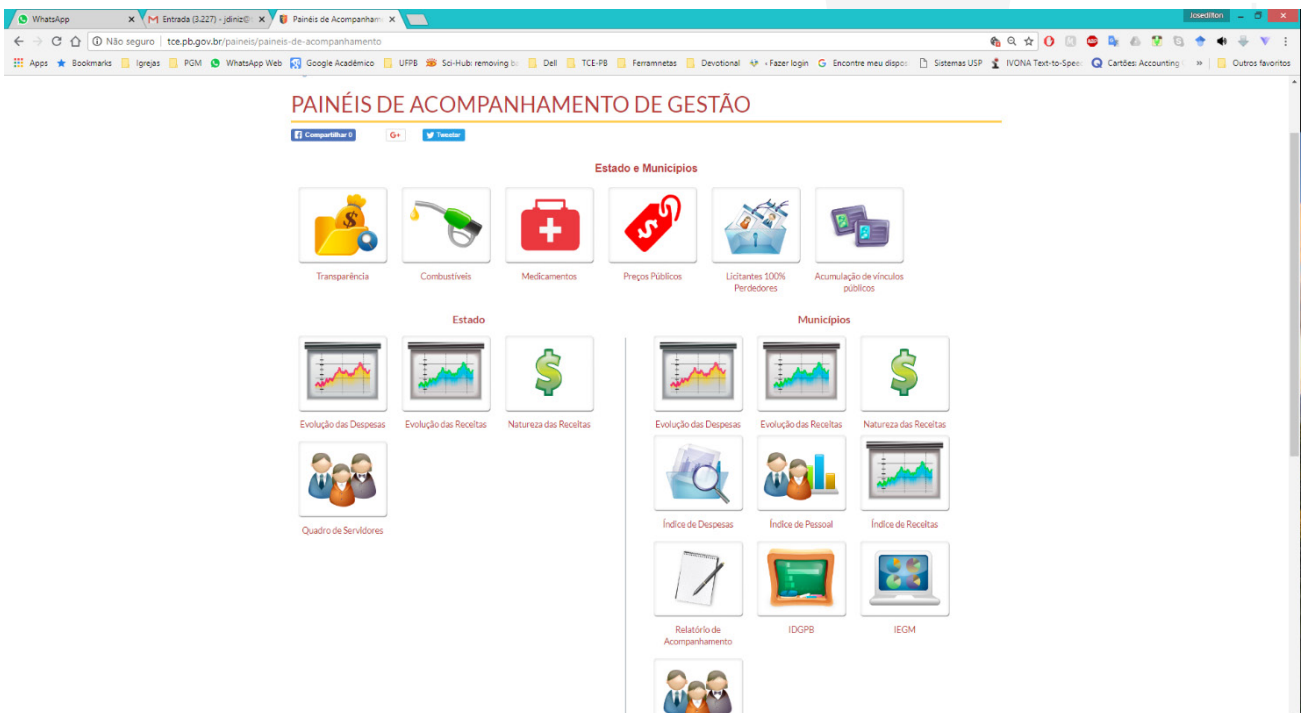 WhatsApp
Entrada (3.227) - jdiniz@
Painéis de Acompanham
Josedilton
Não seguro | tce.pb.gov.br/paineis/paineis-de-acompanhamento
Apps Bookmarks Igrejas PGM WhatsApp Web Google Acadêmico UFPB Sci-Hub: removing b Dell TCE-PB Ferramnetas Devotional Fazer login Encontre meu dispos Sistemas USP IVONA Text-to-Spee Cartões: Accounting » Outros favoritos
PAINÉIS DE ACOMPANHAMENTO DE GESTÃO
Compartilhar 0 G+ Tweetar
Estado e Municípios
Transparência Combustíveis Medicamentos Preços Públicos Licitantes 100% Acumulação de vínculos
Perdedores públicos
Estado Municípios
Evolução das Despesas Evolução das Receitas Natureza das Receitas Evolução das Despesas Evolução das Receitas Natureza das Receitas
Quadro de Servidores Índice de Despesas Índice de Pessoal Índice de Receitas
Relatório de IDGPB IEGM
Acompanhamento